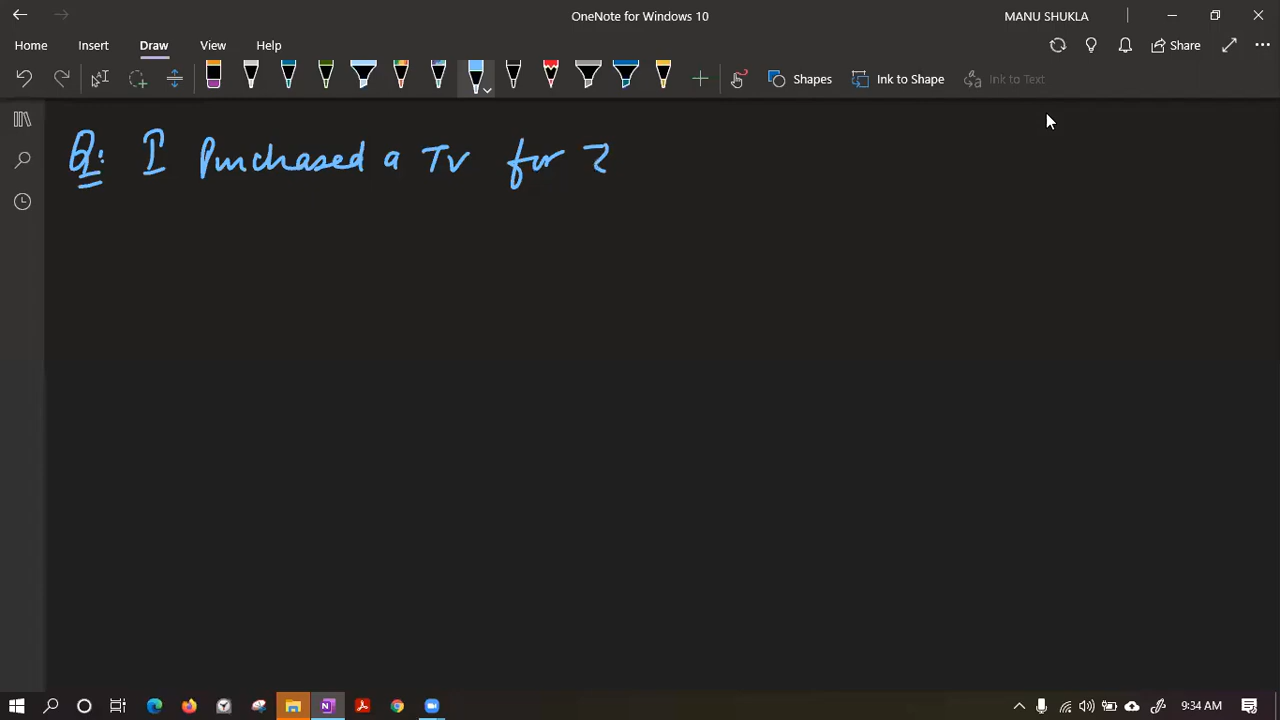 OneNote for Windows 10
MANU SHUKLA
Home Insert Draw View Help
Share
Shapes
Ink to Shape
Ink to Text
Q: I Purchased a TV for
9:34 AM